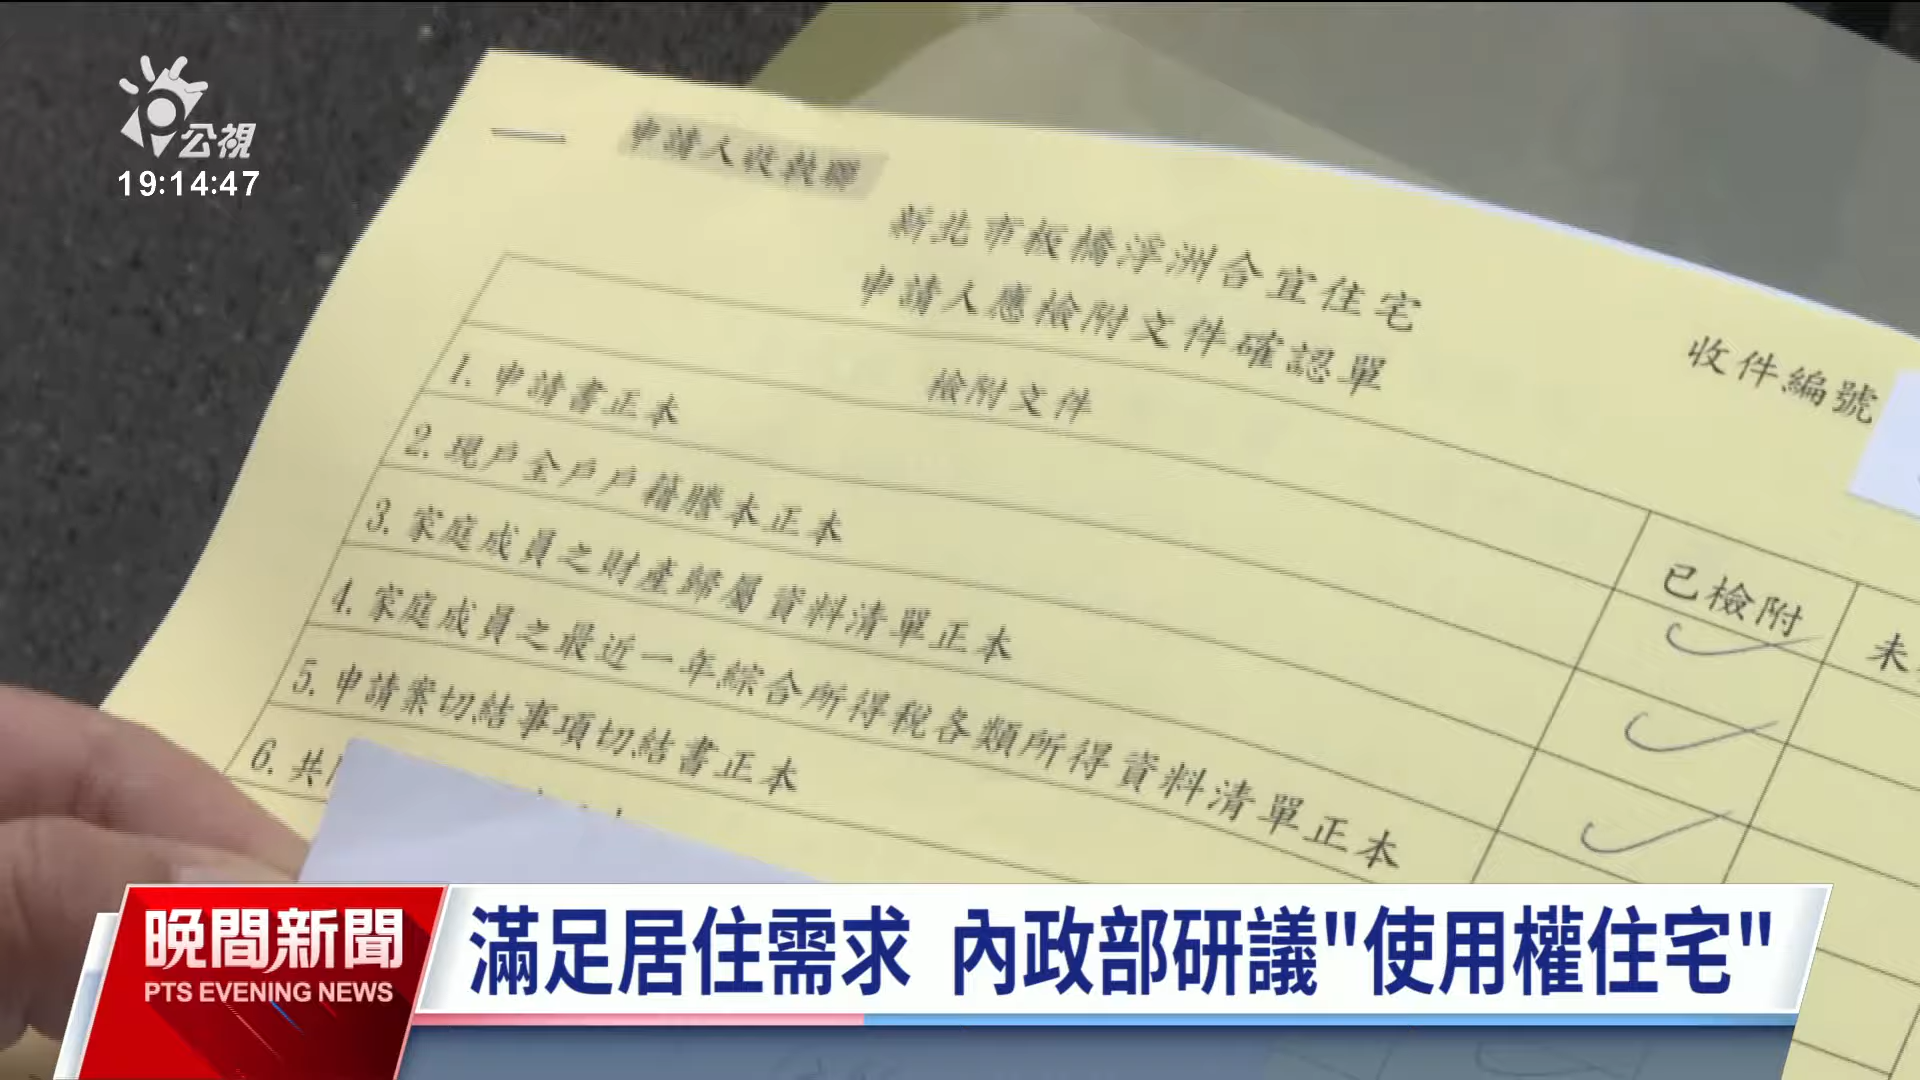 公視
19:14:47
申請人收執聯
新北市板橋浮洲合宜住宅
申請人應檢附文件確認單
收件編號
檢附文件
已檢附
未
1. 申請書正本
2. 現戶全戶戶籍謄本正本
3. 家庭成員之財產歸屬資料清單正本
4. 家庭成員之最近一年綜合所得稅各類所得資料清單正本
5. 申請案切結事項切結書正本
6. 共
晚間新聞
PTS EVENING NEWS
滿足居住需求 內政部研議"使用權住宅"